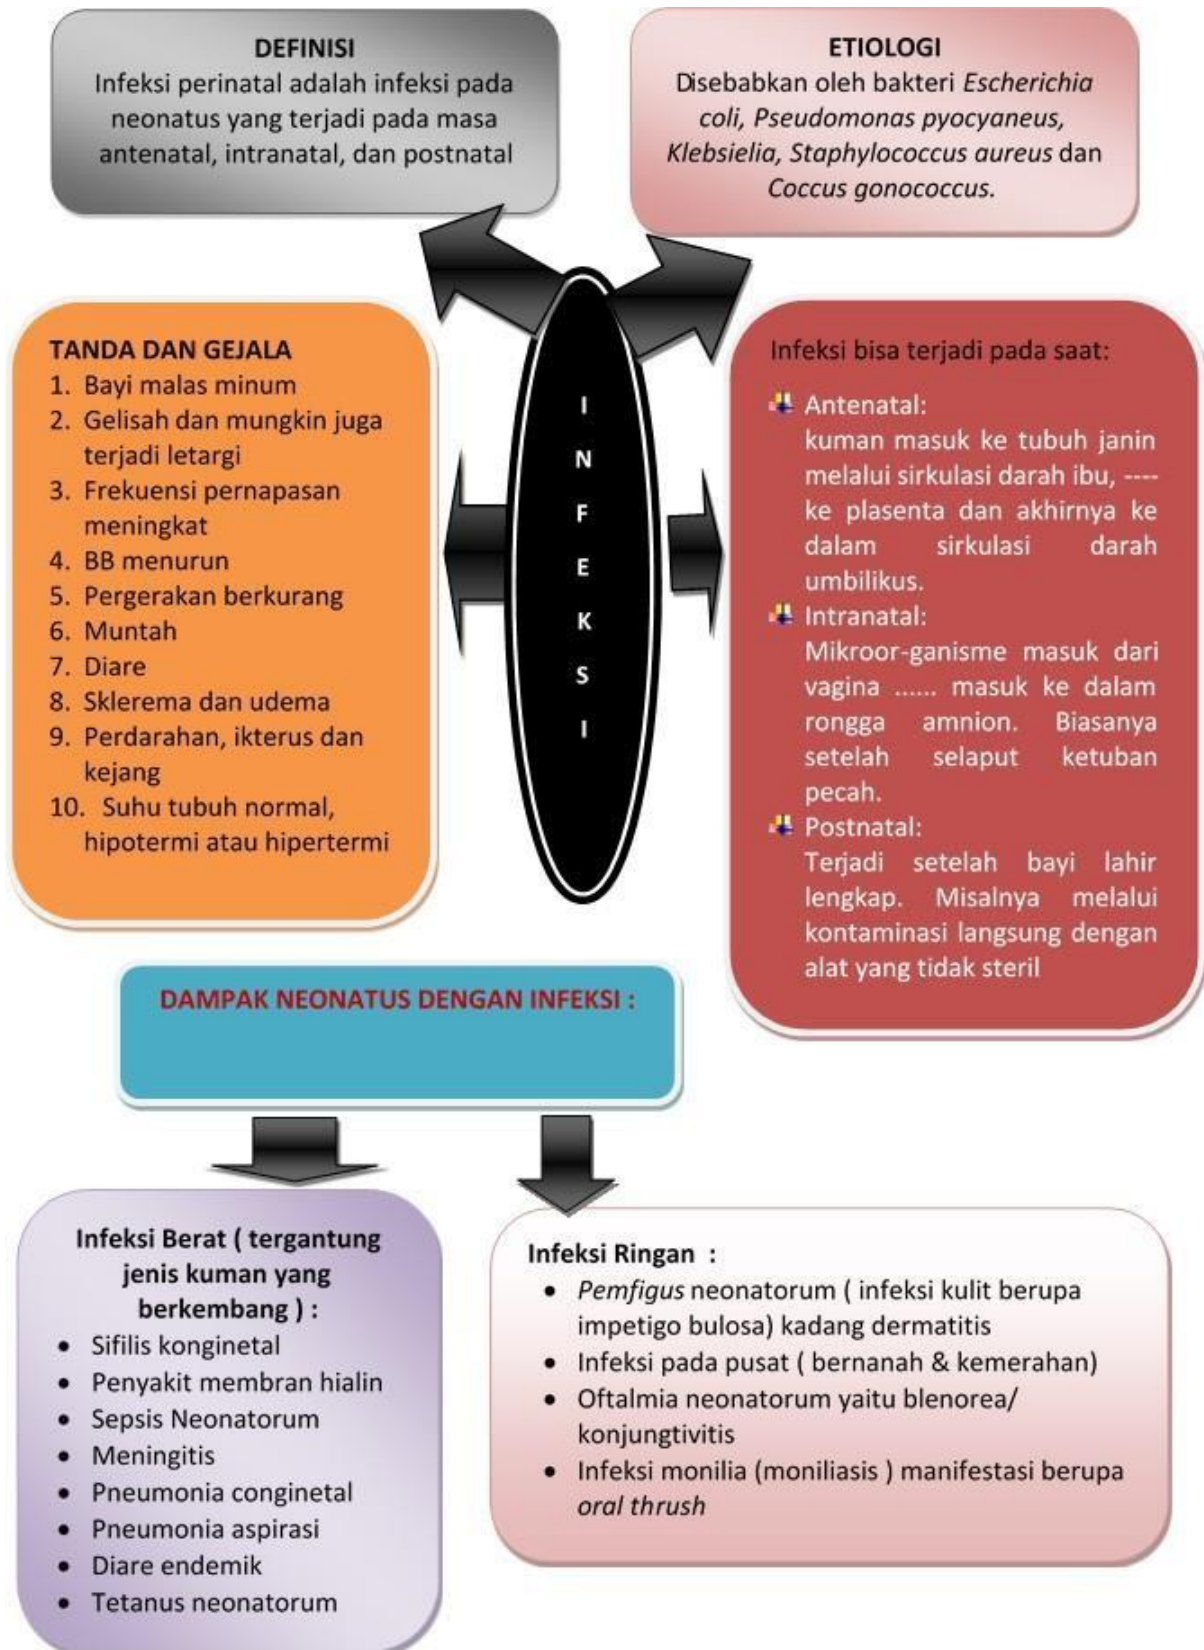 DEFINISI
Infeksi perinatal adalah infeksi pada
neonatus yang terjadi pada masa
antenatal, intranatal, dan postnatal
ETIOLOGI
Disebabkan oleh bakteri Escherichia
coli, Pseudomonas pyocyaneus,
Klebsielia, Staphylococcus aureus dan
Coccus gonococcus.
TANDA DAN GEJALA
1. Bayi malas minum
2. Gelisah dan mungkin juga
terjadi letargi
3. Frekuensi pernapasan
meningkat
4. BB menurun
5. Pergerakan berkurang
6. Muntah
7. Diare
8. Sklerema dan udema
9. Perdarahan, ikterus dan
kejang
10. Suhu tubuh normal,
hipotermi atau hipertermi
I
N
F
E
K
S
I
Infeksi bisa terjadi pada saat:
Antenatal:
kuman masuk ke tubuh janin
melalui sirkulasi darah ibu, ----
ke plasenta dan akhirnya ke
dalam sirkulasi darah
umbilikus.
Intranatal:
Mikroor-ganisme masuk dari
vagina ...... masuk ke dalam
rongga amnion. Biasanya
setelah selaput ketuban
pecah.
Postnatal:
Terjadi setelah bayi lahir
lengkap. Misalnya melalui
kontaminasi langsung dengan
alat yang tidak steril
DAMPAK NEONATUS DENGAN INFEKSI :
Infeksi Berat ( tergantung
jenis kuman yang
berkembang ) :
• Sifilis konginetal
• Penyakit membran hialin
• Sepsis Neonatorum
• Meningitis
• Pneumonia conginetal
• Pneumonia aspirasi
• Diare endemik
• Tetanus neonatorum
Infeksi Ringan :
• Pemfigus neonatorum ( infeksi kulit berupa
impetigo bulosa) kadang dermatitis
• Infeksi pada pusat ( bernanah & kemerahan)
• Oftalmia neonatorum yaitu blenorea/
konjungtivitis
• Infeksi monilia (moniliasis ) manifestasi berupa
oral thrush